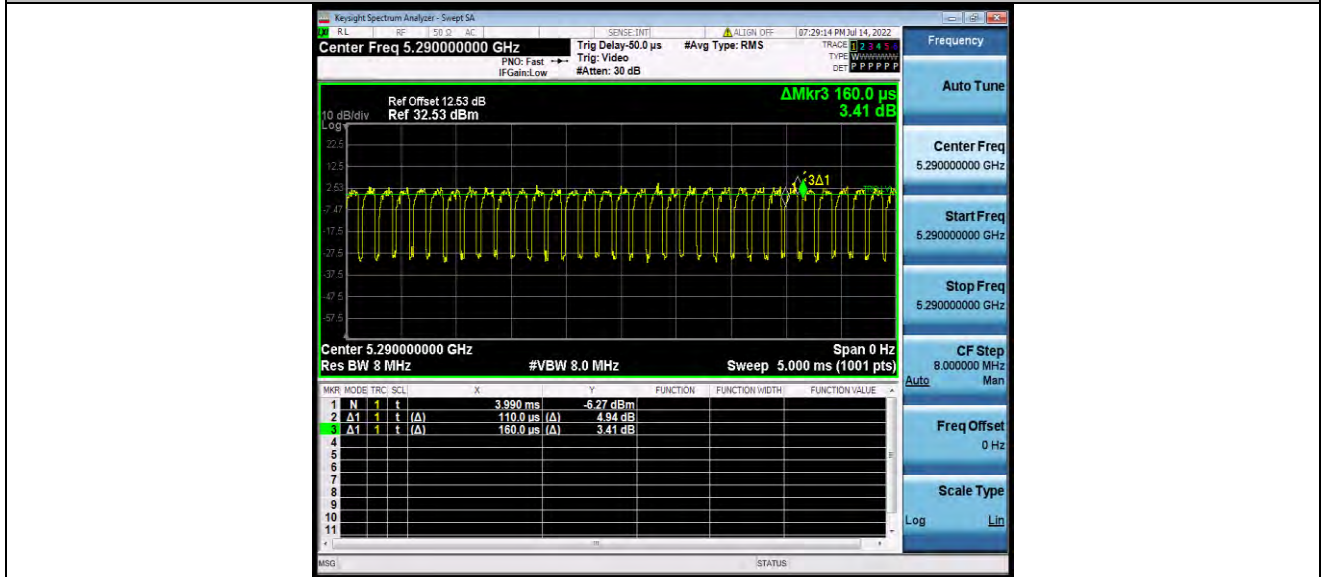 Keysight Spectrum Analyzer - Swept SA
RL RF 50 Ω AC SENSE:INT ALIGN OFF 07:29:14 PM Jul 14, 2022
Center Freq 5.290000000 GHz
PNO: Fast
IFGain:Low
Trig Delay-50.0 µs
Trig: Video
#Atten: 30 dB
#Avg Type: RMS
TRACE 1 2 3 4 5 6
TYPE WWWWWW
DET P P P P P P
ΔMkr3 160.0 µs
3.41 dB
Ref Offset 12.53 dB
10 dB/div Ref 32.53 dBm
Log
22.5
12.5
2.53
-7.47
-17.5
-27.5
-37.5
-47.5
-57.5
3Δ1
Center 5.290000000 GHz Span 0 Hz
Res BW 8 MHz #VBW 8.0 MHz Sweep 5.000 ms (1001 pts)
MKR MODE TRC SCL X Y FUNCTION FUNCTION WIDTH FUNCTION VALUE
1 N 1 t 3.990 ms -6.27 dBm
2 Δ1 1 t (Δ) 110.0 µs (Δ) 4.94 dB
3 Δ1 1 t (Δ) 160.0 µs (Δ) 3.41 dB
4
5
6
7
8
9
10
11
MSG STATUS
Frequency
Auto Tune
Center Freq
5.290000000 GHz
Start Freq
5.290000000 GHz
Stop Freq
5.290000000 GHz
CF Step
8.000000 MHz
Auto Man
Freq Offset
0 Hz
Scale Type
Log Lin